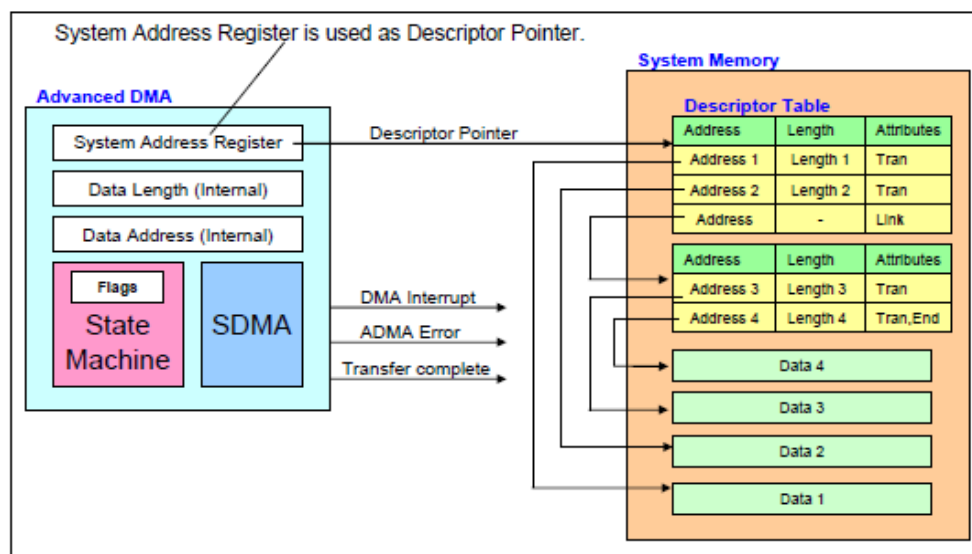 System Address Register is used as Descriptor Pointer.
System Memory
Advanced DMA
Descriptor Table
System Address Register
Descriptor Pointer
Address Length Attributes
Address 1 Length 1 Tran
Data Length (Internal)
Address 2 Length 2 Tran
Data Address (Internal)
Address - Link
Address Length Attributes
Flags
State
Machine
SDMA
DMA Interrupt
Address 3 Length 3 Tran
Address 4 Length 4 Tran,End
ADMA Error
Transfer complete
Data 4
Data 3
Data 2
Data 1